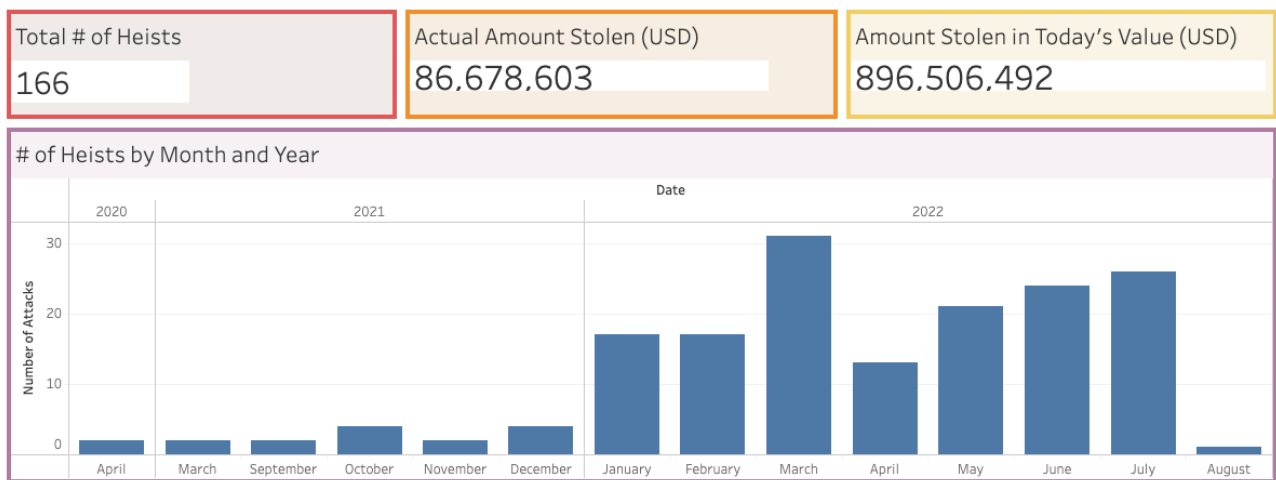 Total # of Heists
166
Actual Amount Stolen (USD)
86,678,603
Amount Stolen in Today's Value (USD)
896,506,492
# of Heists by Month and Year
Date
2020 2021 2022
Number of Attacks
30
20
10
0
April March September October November December January February March April May June July August